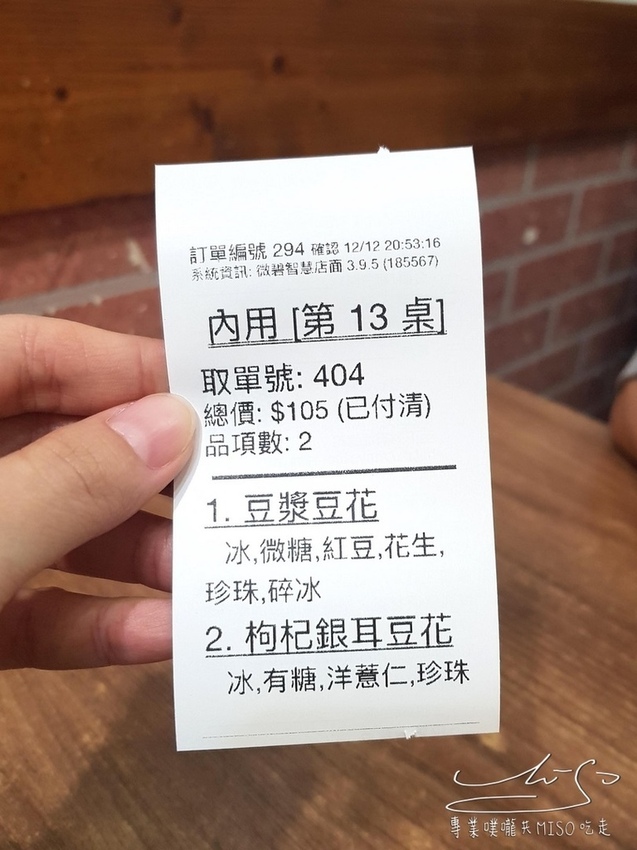 訂單編號 294 確認 12/12 20:53:16
系統資訊: 微碧智慧店面 3.9.5 (185567)
內用 [第 13 桌]
取單號: 404
總價: $105 (已付清)
品項數: 2
1. 豆漿豆花
冰,微糖,紅豆,花生,
珍珠,碎冰
2. 枸杞銀耳豆花
冰,有糖,洋薏仁,珍珠
專業噗嚨共MISO吃走